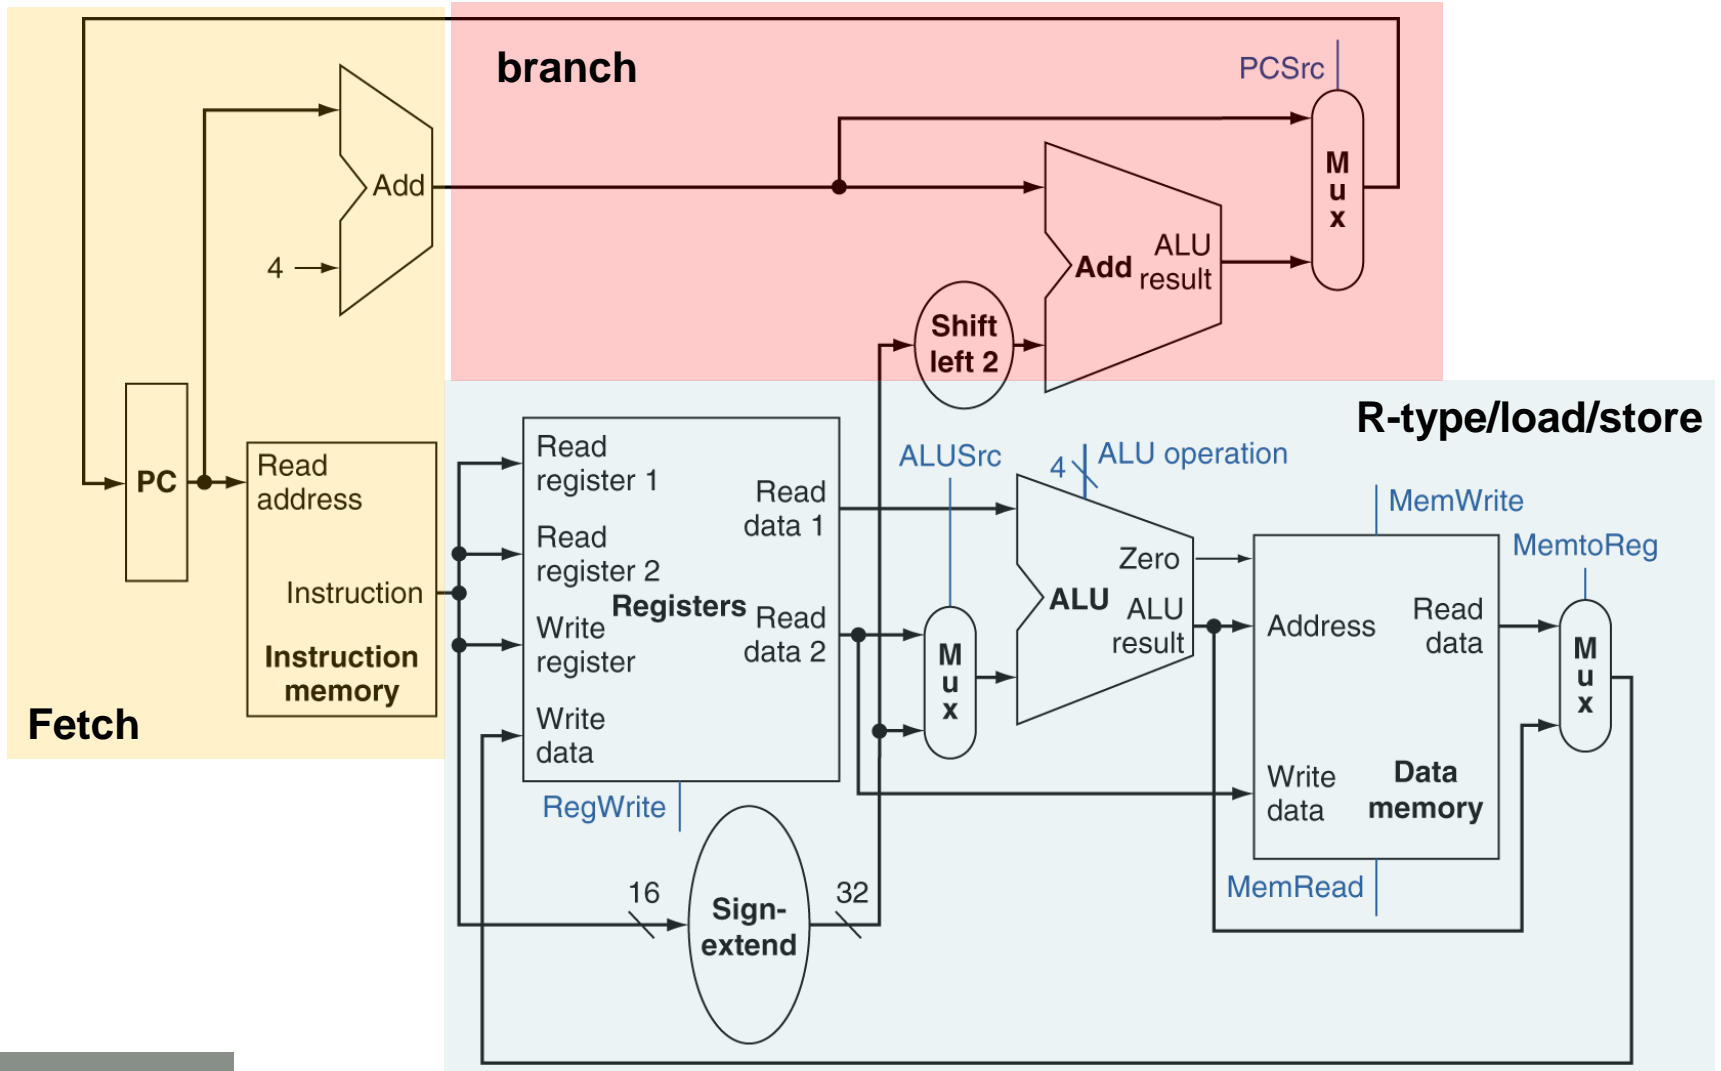 branch
PCSrc
M
u
x
Add
ALU
result
Add
4
Shift
left 2
R-type/load/store
PC
Read
address
Instruction
Instruction
memory
Fetch
Read
register 1
Read
register 2
Write
register
Write
data
Registers
Read
data 1
Read
data 2
RegWrite
16
Sign-
extend
32
ALUSrc
M
u
x
4
ALU operation
Zero
ALU
ALU
result
MemWrite
Address
Read
data
Write
data
Data
memory
MemRead
MemtoReg
M
u
x